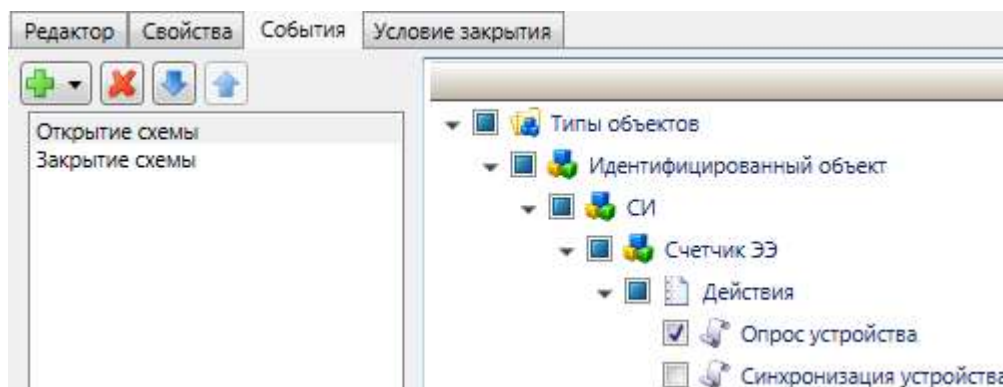 Редактор Свойства События Условие закрытия
Открытие схемы
Закрытие схемы
Типы объектов
Идентифицированный объект
СИ
Счетчик ЭЭ
Действия
Опрос устройства
Синхронизация устройства